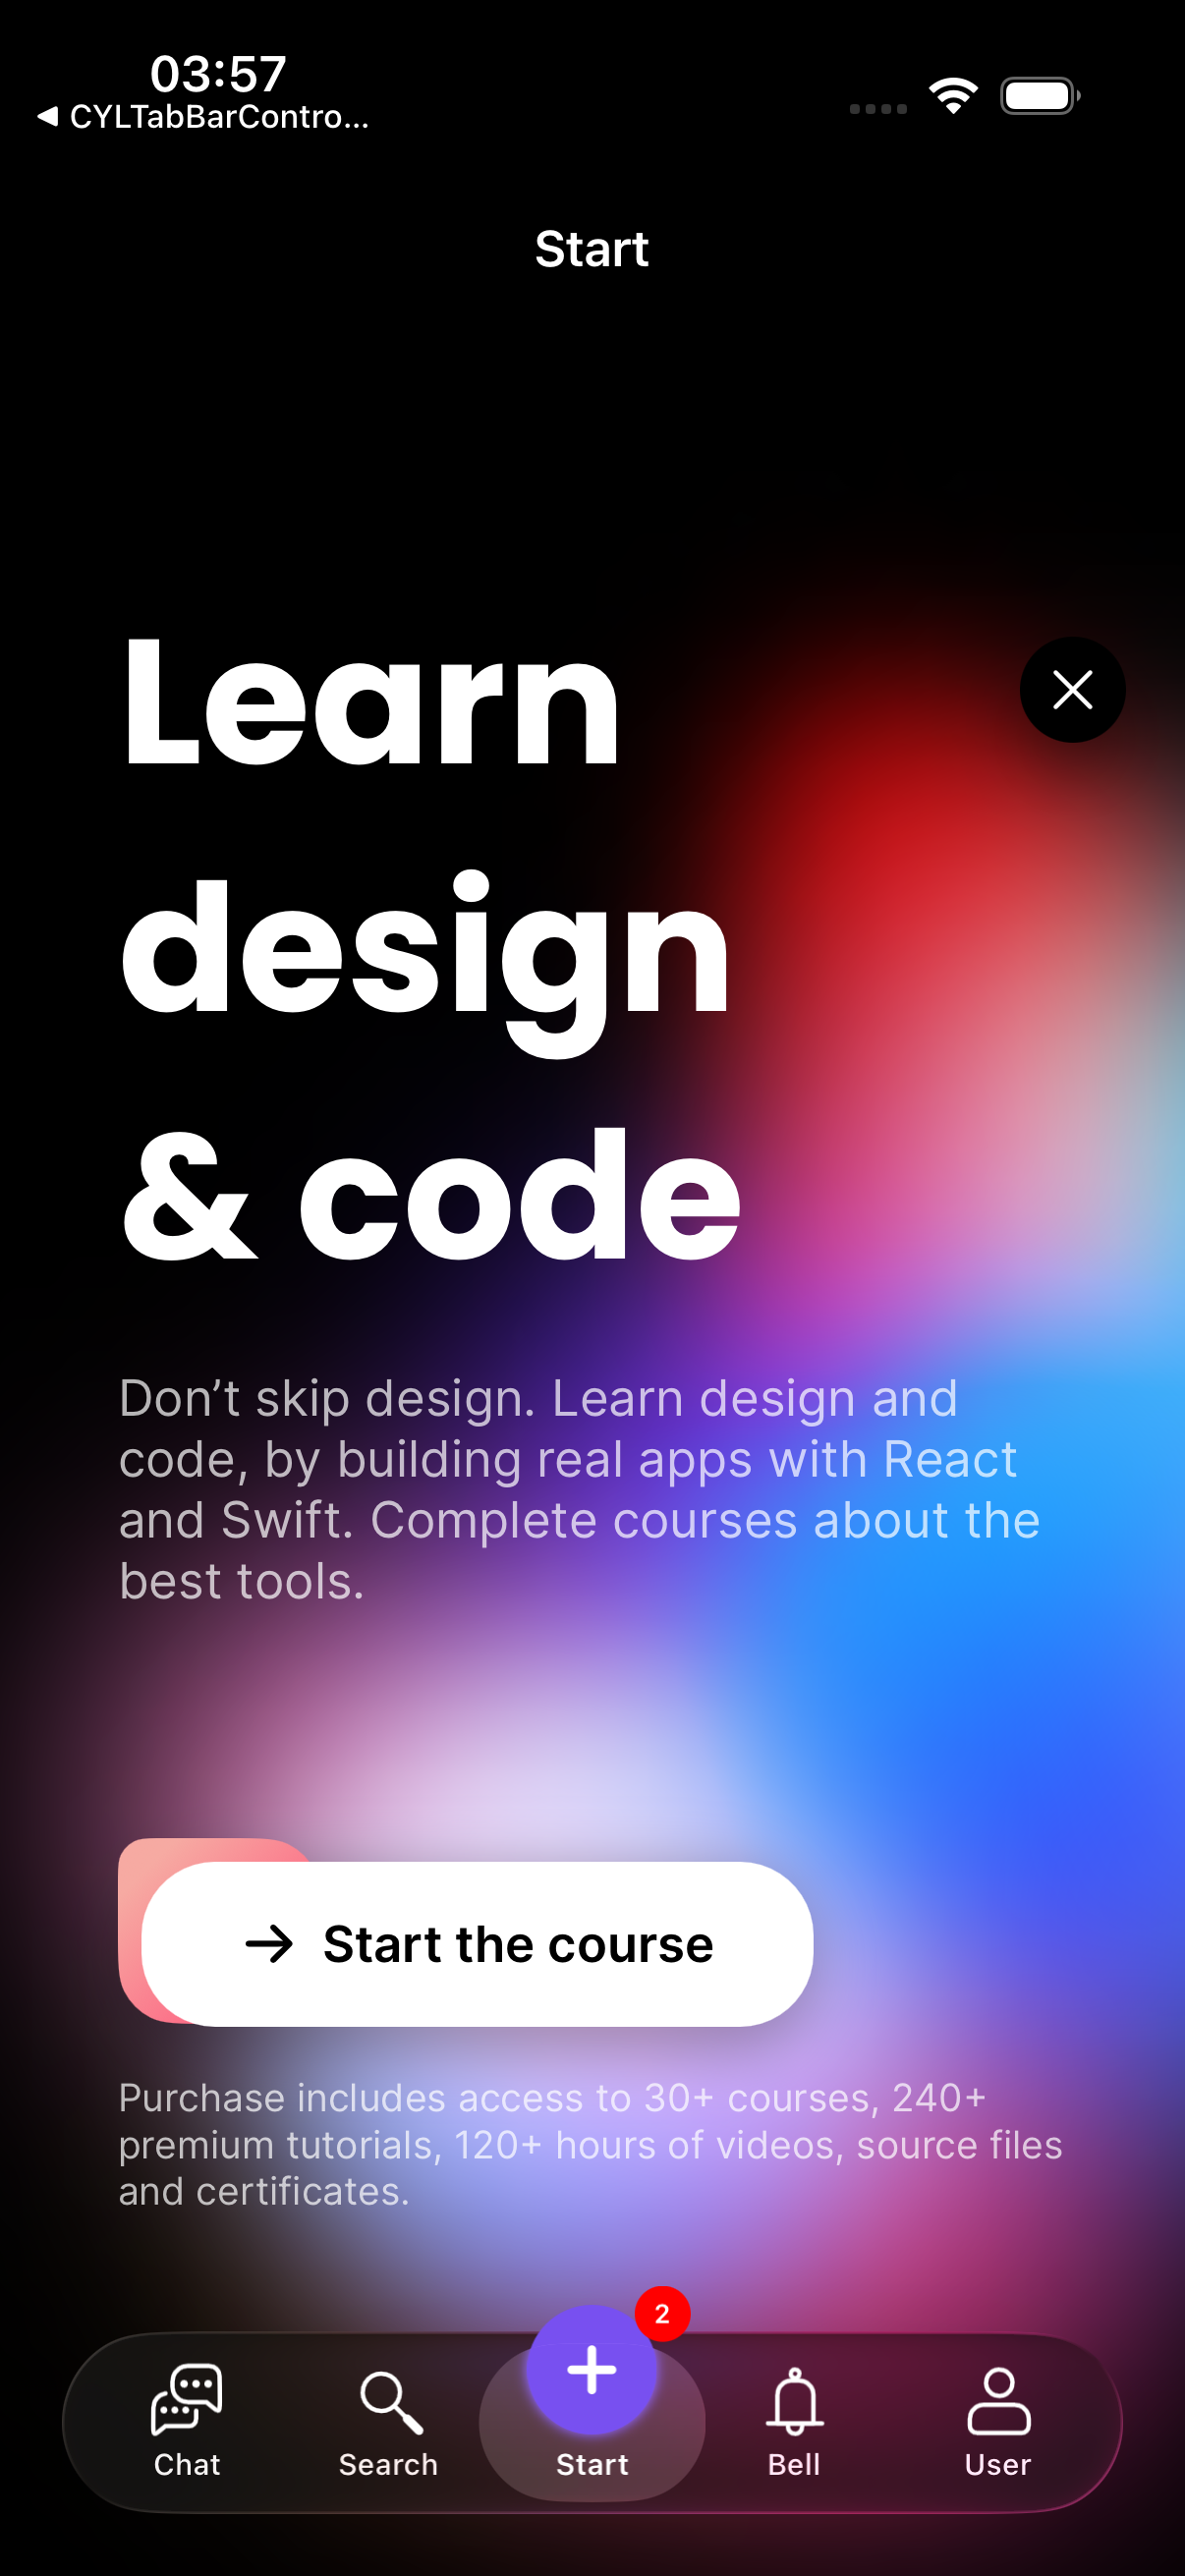 03:57
CYLTabBarContro...
Start
Learn
design
& code
Don’t skip design. Learn design and
code, by building real apps with React
and Swift. Complete courses about the
best tools.
Start the course
Purchase includes access to 30+ courses, 240+
premium tutorials, 120+ hours of videos, source files
and certificates.
2
Chat
Search
Start
Bell
User